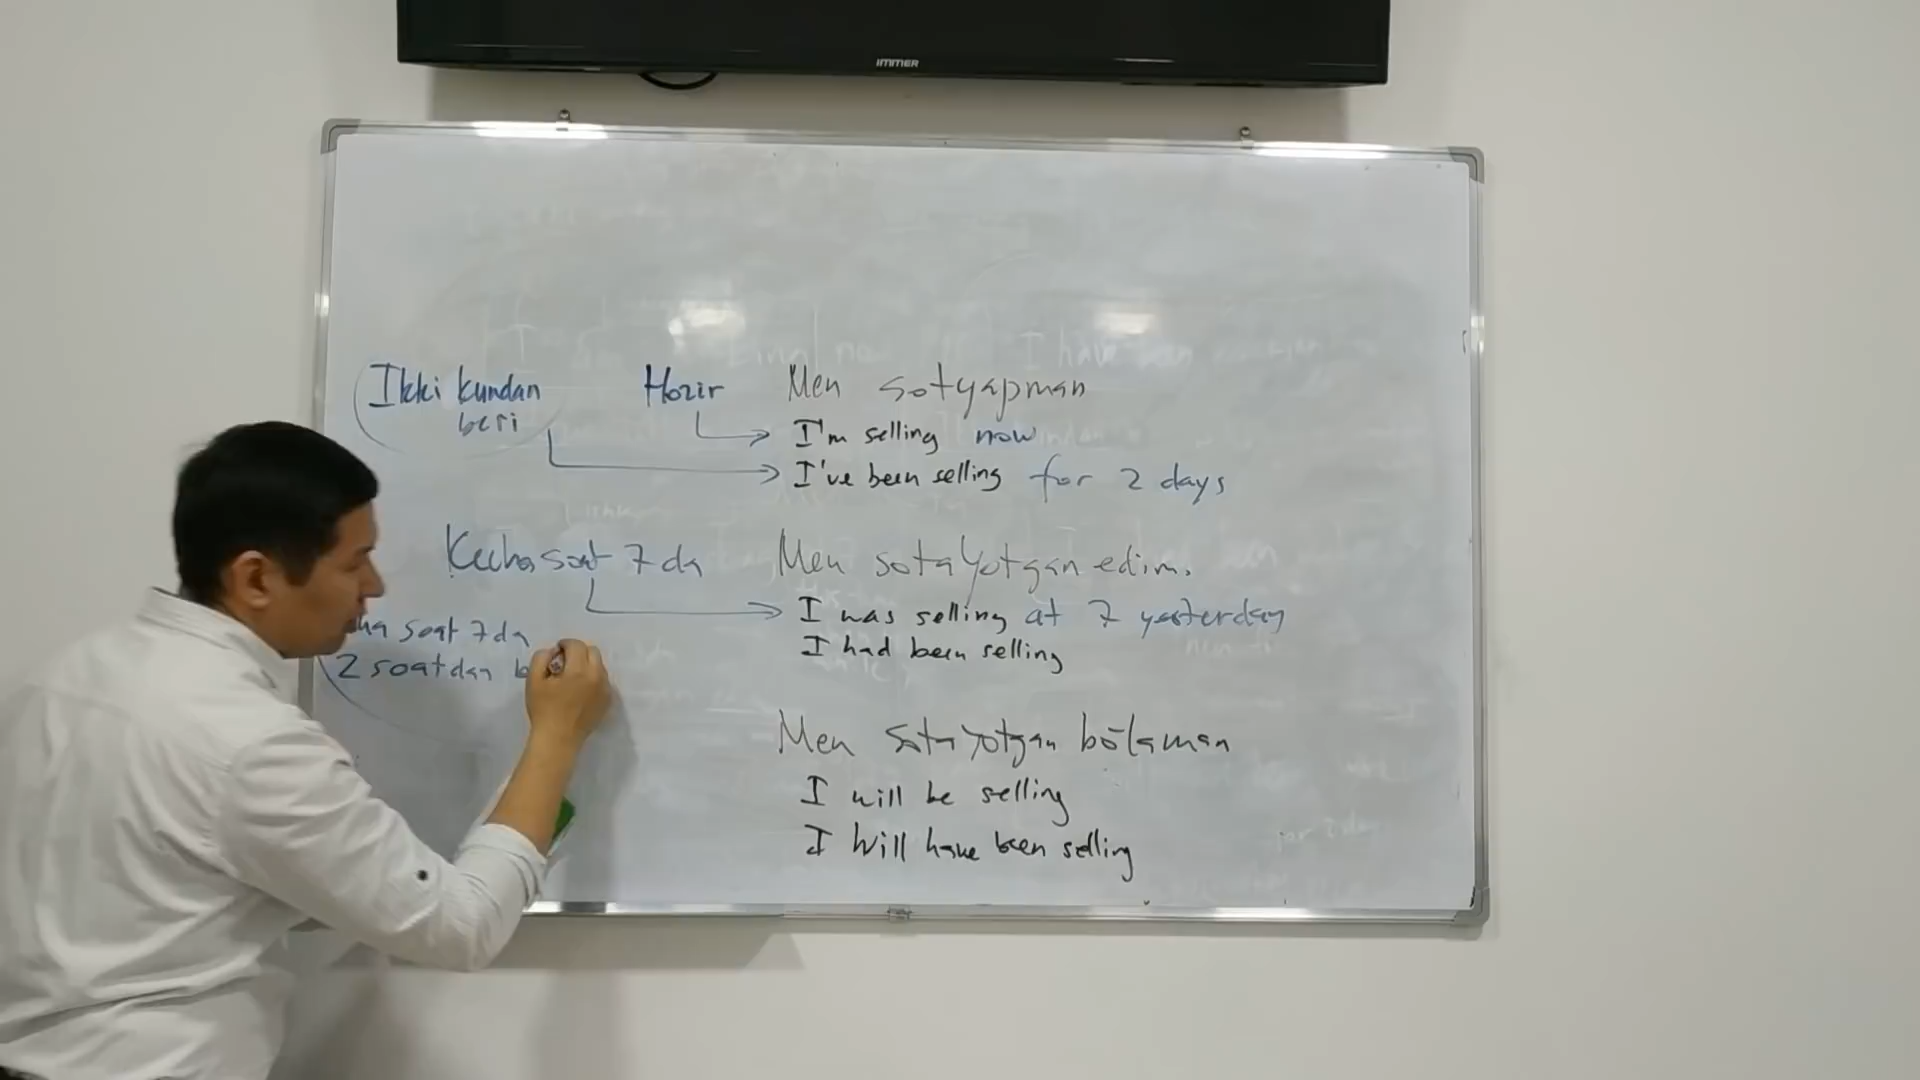 IMMER
Ikki kundan beri
Hozir
Men sotyapman
I'm selling now
I've been selling for 2 days
Kecha soat 7 da
Men sotayotgan edim.
I was selling at 7 yesterday
soat 7 da
I had been selling
2 soatdan
Men sotayotgan bōlaman
I will be selling
I Will have been selling